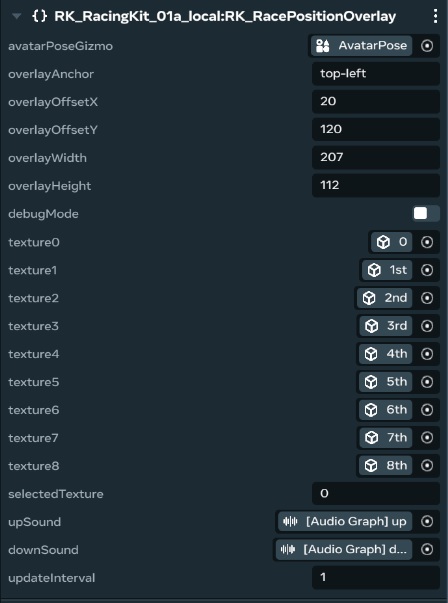 {} RK_RacingKit_01a_local:RK_RacePositionOverlay
avatarPoseGizmo AvatarPose
overlayAnchor top-left
overlayOffsetX 20
overlayOffsetY 120
overlayWidth 207
overlayHeight 112
debugMode
texture0 0
texture1 1st
texture2 2nd
texture3 3rd
texture4 4th
texture5 5th
texture6 6th
texture7 7th
texture8 8th
selectedTexture 0
upSound [Audio Graph] up
downSound [Audio Graph] d...
updateInterval 1